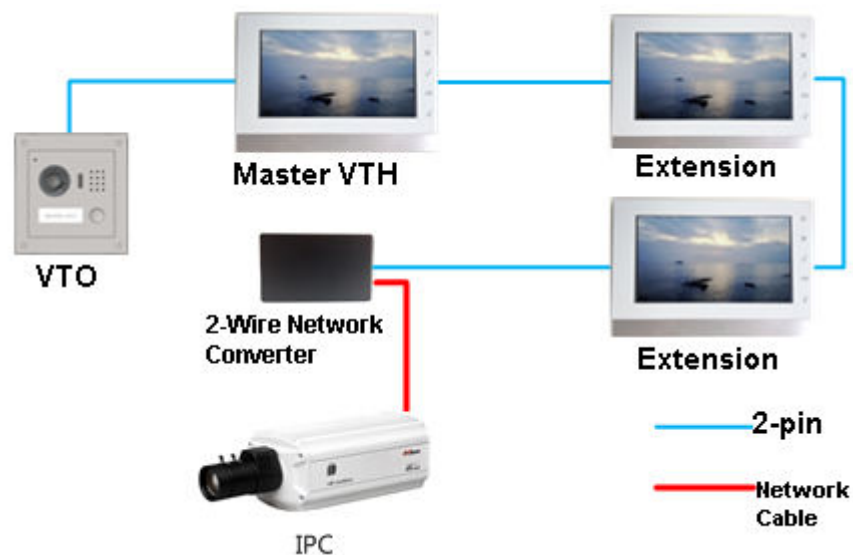 Master VTH
Extension
VTO
2-Wire Network
Converter
Extension
2-pin
Network
Cable
IPC